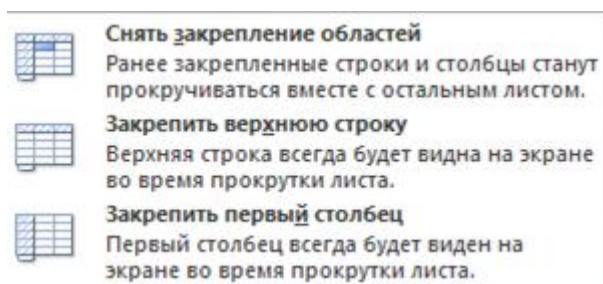 Снять закрепление областей
Ранее закрепленные строки и столбцы станут
прокручиваться вместе с остальным листом.
Закрепить верхнюю строку
Верхняя строка всегда будет видна на экране
во время прокрутки листа.
Закрепить первый столбец
Первый столбец всегда будет виден на
экране во время прокрутки листа.